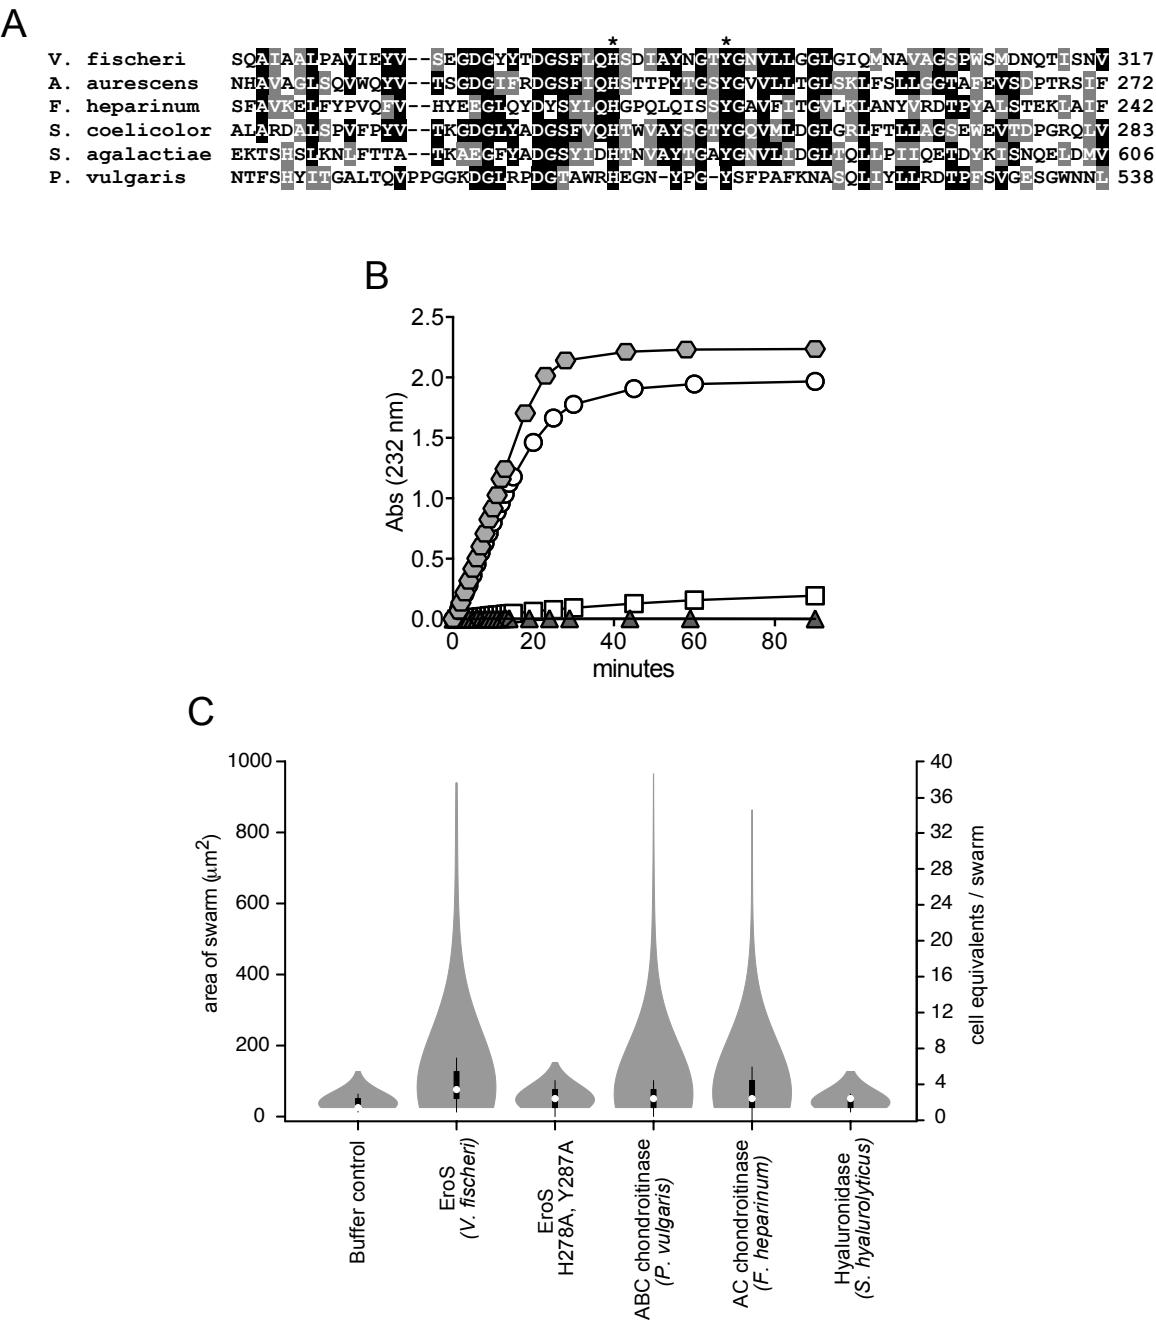 A
* *
V. fischeri SQAIAALPAVIEYV--SEGDGYYTDGSFLQHSDIAYNGTYGNVLLGGLGIQMNAVAGSPWSMDNQTISNV 317
A. aurescens NHAVAGLSQVWQYV--TSGDGIFRDGSFIQHSTTPYTGSYGVVLLTGLSKLFSLLGGTAFEVSDPTRSIF 272
F. heparinum SFAVKELFYPVQFV--HYEEGLQYDYSYLQHGPQLQISSYGAVFITGVLKLANYVRDTPYALSTEKLAIF 242
S. coelicolor ALARDALSPVFPYV--TKGDGLYADGSFVQHTWVAYSGTYGQVMLDGLGRLFTLLAGSEWEVTDPGRQLV 283
S. agalactiae EKTSHSLKNLFTTA--TKAEGFYADGSYIDHTNVAYTGAYGNVLIDGLTQLLPIIQETDYKISNQELDMV 606
P. vulgaris NTFSHYITGALTQVPPGGKDGLRPDGTAWRHEGN-YPG-YSFPAFKNASQLIYLLRDTPFSVGESGWNNL 538
B
2.5
2.0
1.5
1.0
0.5
0.0
Abs (232 nm)
0 20 40 60 80
minutes
C
1000
800
600
400
200
0
area of swarm (μm2)
40
36
32
28
24
20
16
12
8
4
0
cell equivalents / swarm
Buffer control
EroS
(V. fischeri)
EroS
H278A, Y287A
ABC chondroitinase
(P. vulgaris)
AC chondroitinase
(F. heparinum)
Hyaluronidase
(S. hyalurolyticus)